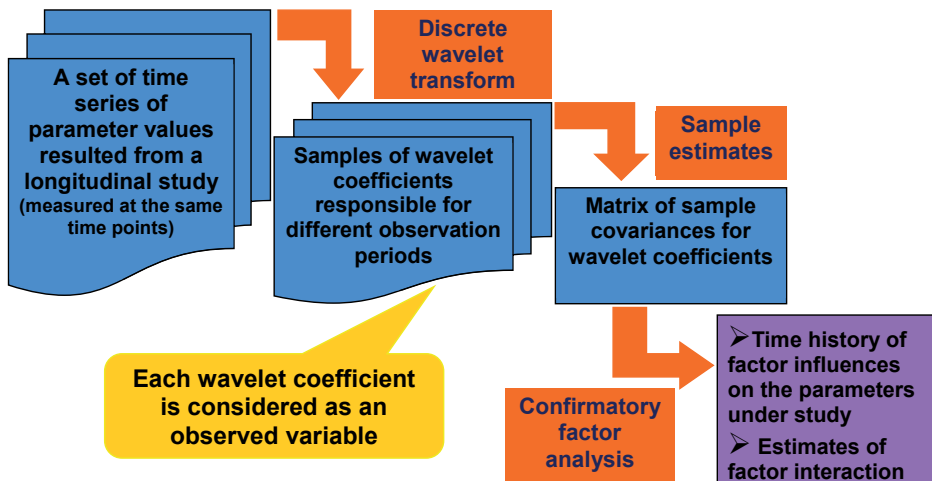 A set of time
series of
parameter values
resulted from a
longitudinal study
(measured at the same
time points)
Discrete
wavelet
transform
Samples of wavelet
coefficients
responsible for
different observation
periods
Sample
estimates
Matrix of sample
covariances for
wavelet coefficients
Each wavelet coefficient
is considered as an
observed variable
Confirmatory
factor
analysis
➢Time history of
factor influences
on the parameters
under study
➢ Estimates of
factor interaction